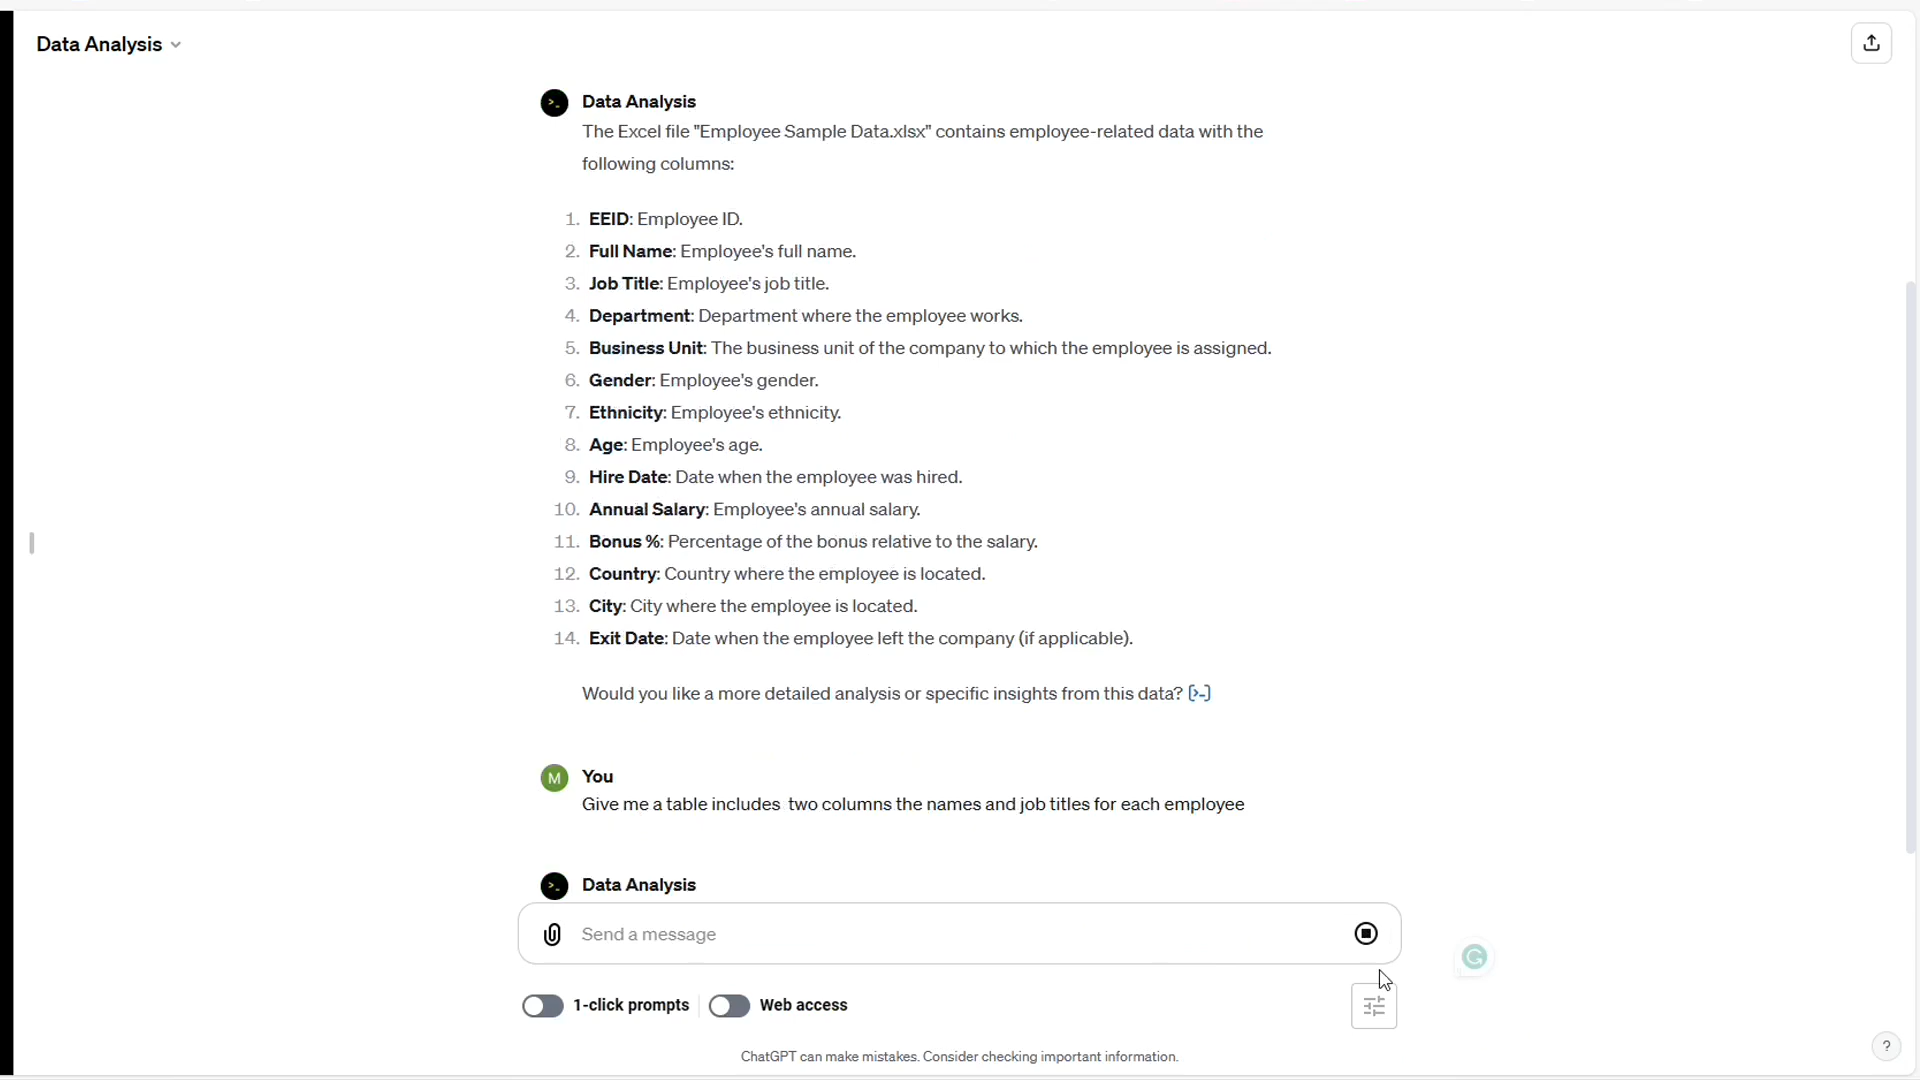 Data Analysis
>_ Data Analysis
The Excel file "Employee Sample Data.xlsx" contains employee-related data with the
following columns:
1. EEID: Employee ID.
2. Full Name: Employee's full name.
3. Job Title: Employee's job title.
4. Department: Department where the employee works.
5. Business Unit: The business unit of the company to which the employee is assigned.
6. Gender: Employee's gender.
7. Ethnicity: Employee's ethnicity.
8. Age: Employee's age.
9. Hire Date: Date when the employee was hired.
10. Annual Salary: Employee's annual salary.
11. Bonus %: Percentage of the bonus relative to the salary.
12. Country: Country where the employee is located.
13. City: City where the employee is located.
14. Exit Date: Date when the employee left the company (if applicable).
Would you like a more detailed analysis or specific insights from this data? [>-]
M You
Give me a table includes  two columns the names and job titles for each employee
>_ Data Analysis
Send a message
G
1-click prompts Web access
ChatGPT can make mistakes. Consider checking important information.
?